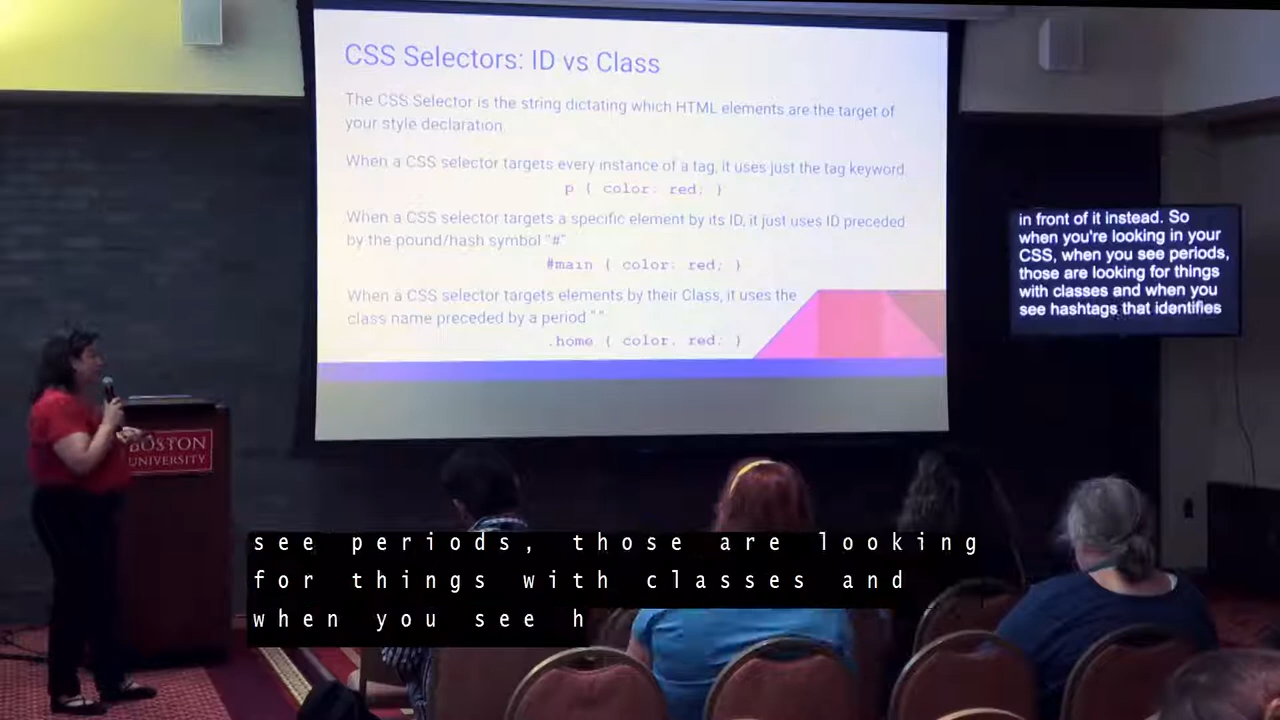 CSS Selectors: ID vs Class
The CSS Selector is the string dictating which HTML elements are the target of
your style declaration.
When a CSS selector targets every instance of a tag, it uses just the tag keyword.
p { color: red; }
When a CSS selector targets a specific element by its ID, it just uses ID preceded
by the pound/hash symbol "#"
#main { color: red; }
When a CSS selector targets elements by their Class, it uses the
class name preceded by a period "."
.home { color: red; }
in front of it instead. So
when you're looking in your
CSS, when you see periods,
those are looking for things
with classes and when you
see hashtags that identifies
BOSTON
UNIVERSITY
see periods, those are looking
for things with classes and
when you see h